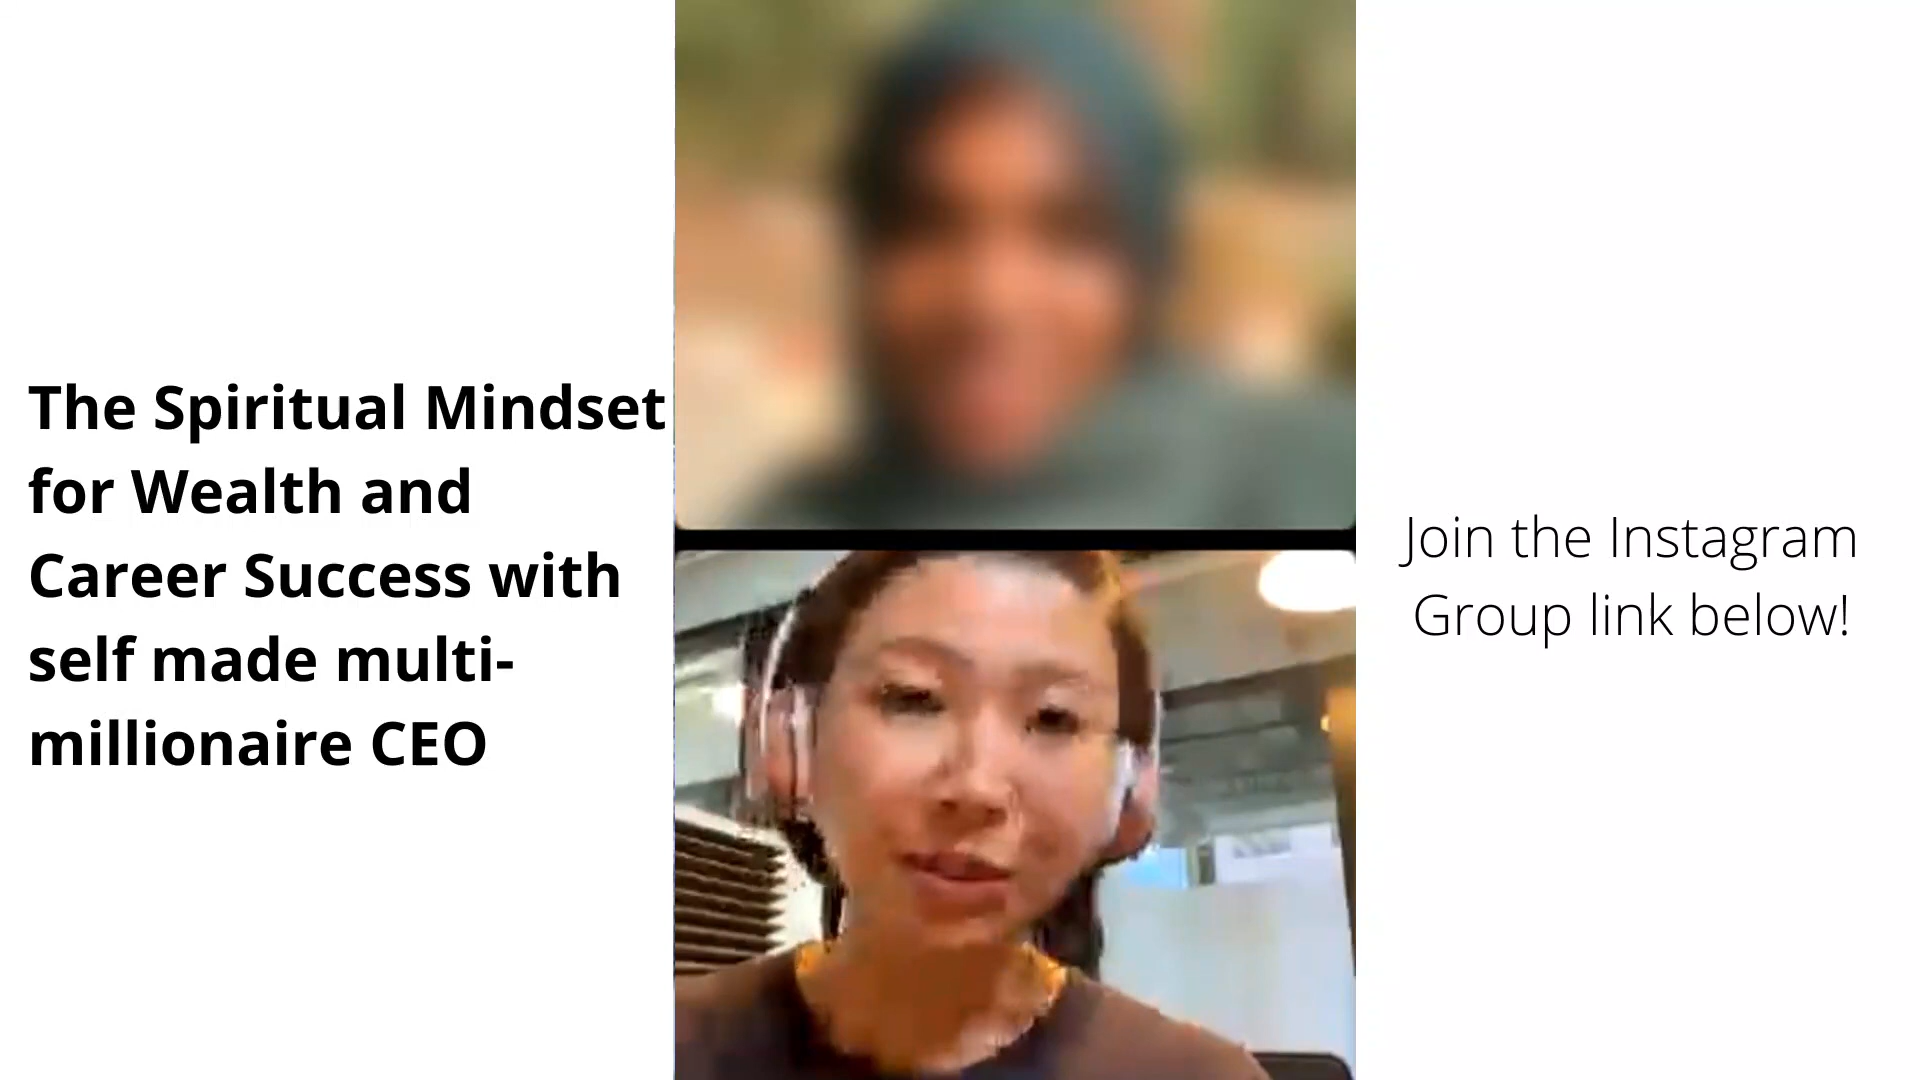 The Spiritual Mindset
for Wealth and
Career Success with
self made multi-
millionaire CEO
Join the Instagram
Group link below!